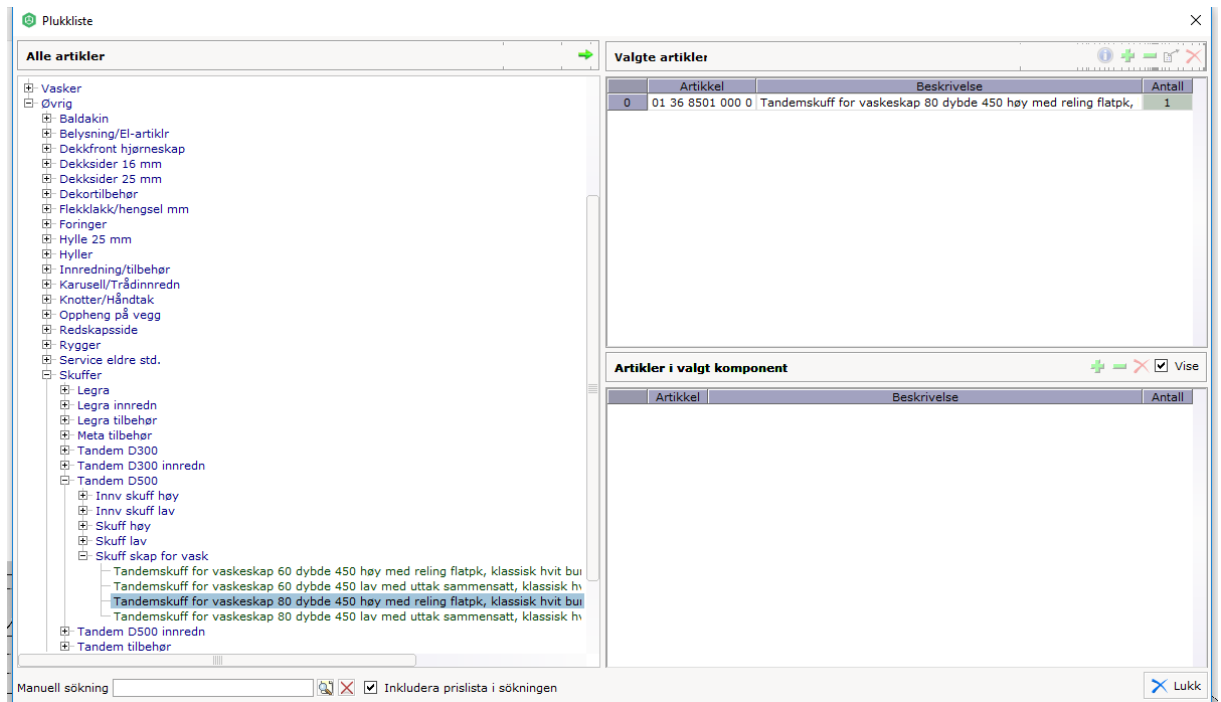 Plukkliste
Alle artikler
Vasker
Øvrig
Baldakin
Belysning/El-artiklr
Dekkfront hjørneskap
Dekksider 16 mm
Dekksider 25 mm
Dekortilbehør
Flekklakk/hengsel mm
Foringer
Hylle 25 mm
Hyller
Innredning/tilbehør
Karusell/Trådinnredn
Knotter/Håndtak
Oppheng på vegg
Redskapsside
Rygger
Service eldre std.
Skuffer
Legra
Legra innredn
Legra tilbehør
Meta tilbehør
Tandem D300
Tandem D300 innredn
Tandem D500
Innv skuff høy
Innv skuff lav
Skuff høy
Skuff lav
Skuff skap for vask
Tandemskuff for vaskeskap 60 dybde 450 høy med reling flatpk, klassisk hvit bu
Tandemskuff for vaskeskap 60 dybde 450 lav med uttak sammensatt, klassisk h
Tandemskuff for vaskeskap 80 dybde 450 høy med reling flatpk, klassisk hvit bu
Tandemskuff for vaskeskap 80 dybde 450 lav med uttak sammensatt, klassisk h
Tandem D500 innredn
Tandem tilbehør
Valgte artikler
Artikkel Beskrivelse Antall
0 01 36 8501 000 0 Tandemskuff for vaskeskap 80 dybde 450 høy med reling flatpk, 1
Artikler i valgt komponent
Vise
Artikkel Beskrivelse Antall
Manuell sökning
Inkludera prislista i sökningen
Lukk